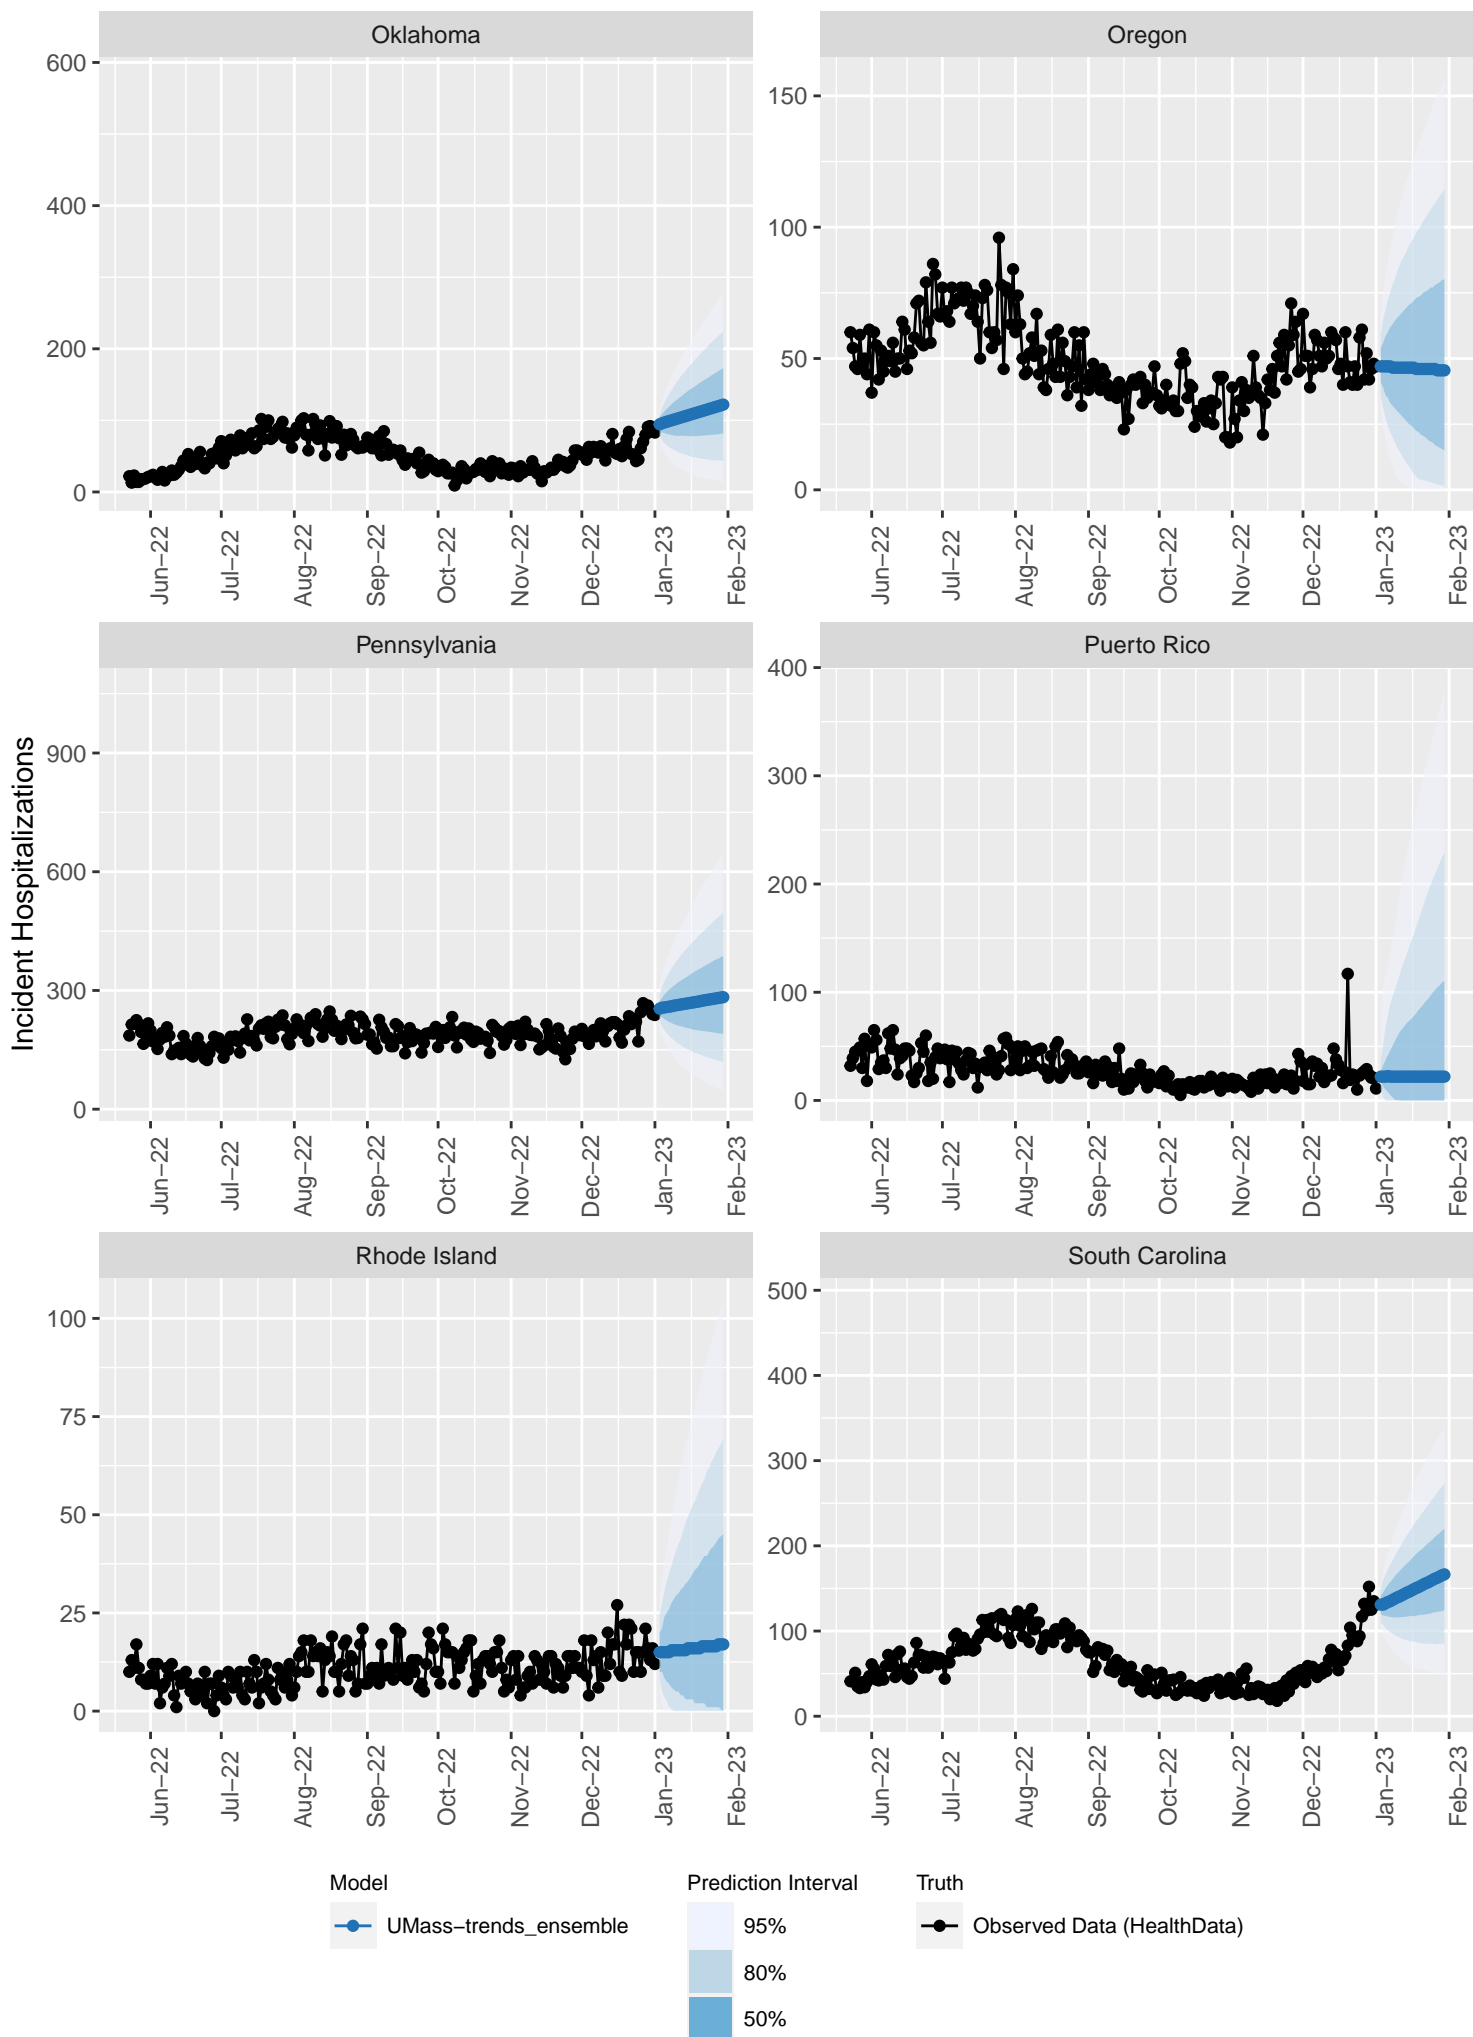 Oklahoma
Oregon
600
400
200
0
150
100
50
0
Jun−22
Jul−22
Aug−22
Sep−22
Oct−22
Nov−22
Dec−22
Jan−23
Feb−23
Jun−22
Jul−22
Aug−22
Sep−22
Oct−22
Nov−22
Dec−22
Jan−23
Feb−23
Pennsylvania
Puerto Rico
Incident Hospitalizations
900
600
300
0
400
300
200
100
0
Jun−22
Jul−22
Aug−22
Sep−22
Oct−22
Nov−22
Dec−22
Jan−23
Feb−23
Jun−22
Jul−22
Aug−22
Sep−22
Oct−22
Nov−22
Dec−22
Jan−23
Feb−23
Rhode Island
South Carolina
100
75
50
25
0
500
400
300
200
100
0
Jun−22
Jul−22
Aug−22
Sep−22
Oct−22
Nov−22
Dec−22
Jan−23
Feb−23
Jun−22
Jul−22
Aug−22
Sep−22
Oct−22
Nov−22
Dec−22
Jan−23
Feb−23
Model
UMass−trends_ensemble
Prediction Interval
95%
80%
50%
Truth
Observed Data (HealthData)